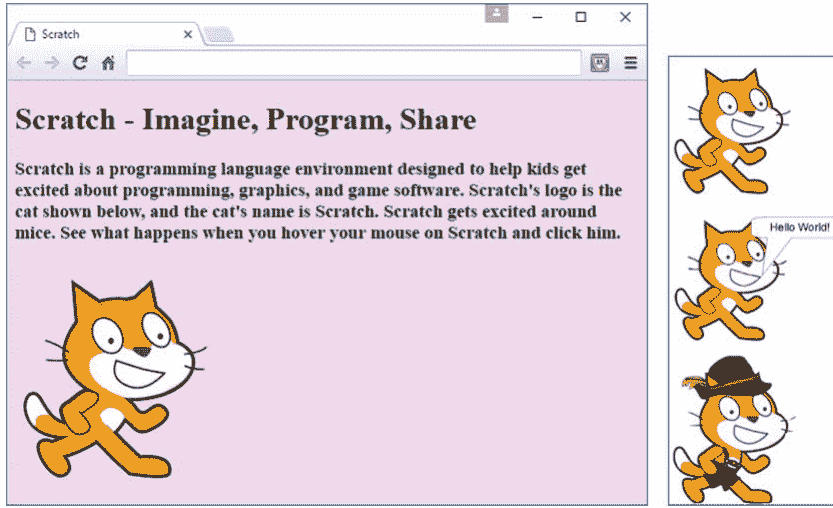 Scratch
Scratch - Imagine, Program, Share
Scratch is a programming language environment designed to help kids get
excited about programming, graphics, and game software. Scratch's logo is the
cat shown below, and the cat's name is Scratch. Scratch gets excited around
mice. See what happens when you hover your mouse on Scratch and click him.
Hello World!